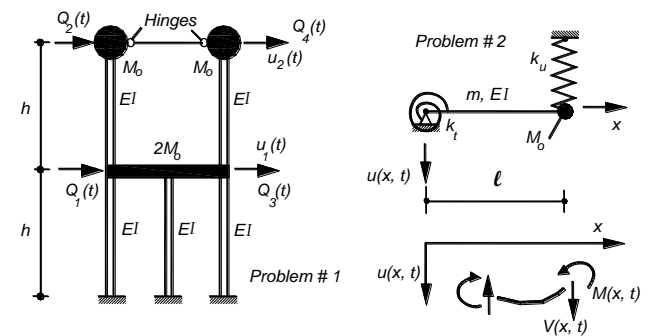 Q₂(t)
Hinges
Q₄(t)
u₂(t)
Mₒ
Mₒ
h
EI
EI
2Mₒ
u₁(t)
Q₁(t)
Q₃(t)
h
EI
EI
EI
Problem # 1
Problem # 2
kᵤ
m, EI
kₜ
Mₒ
x
u(x, t)
ℓ
x
u(x, t)
M(x, t)
V(x, t)